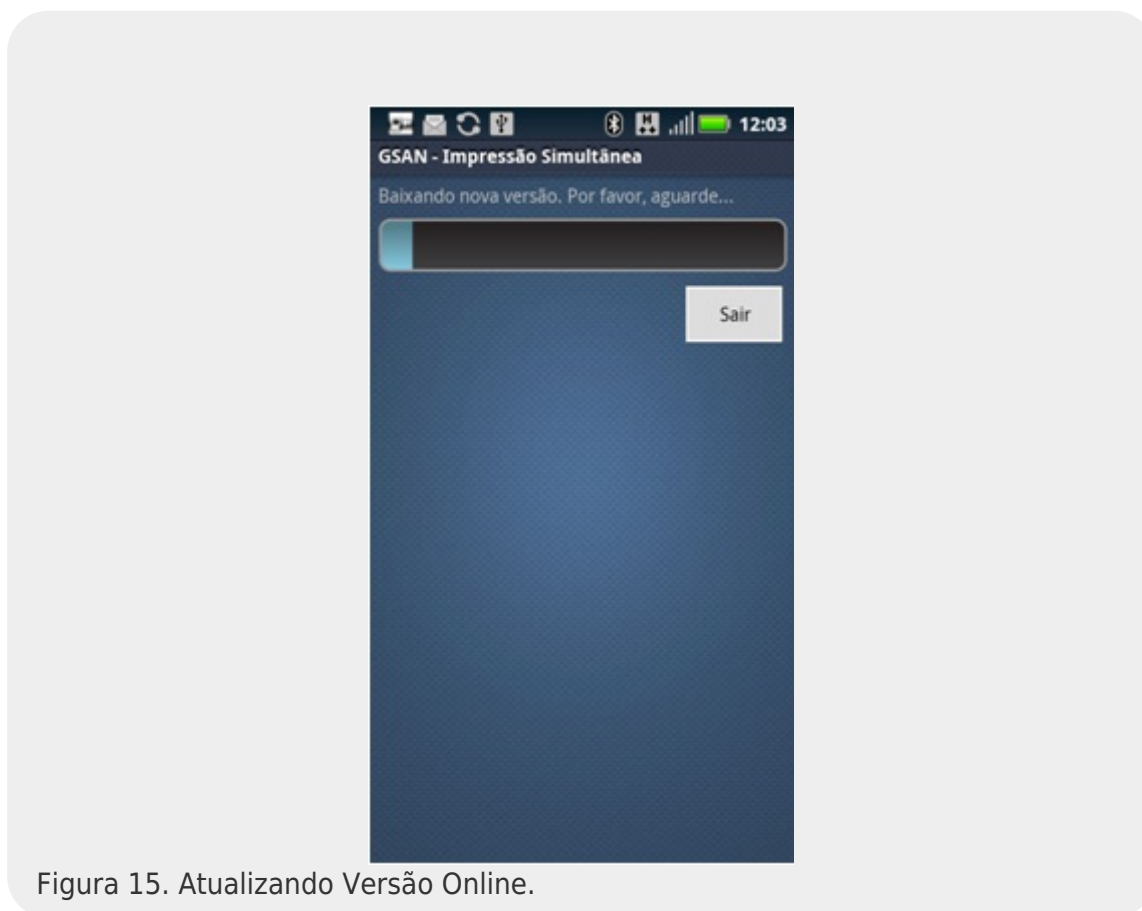 12:03
GSAN - Impressão Simultânea
Baixando nova versão. Por favor, aguarde...
Sair
Figura 15. Atualizando Versão Online.